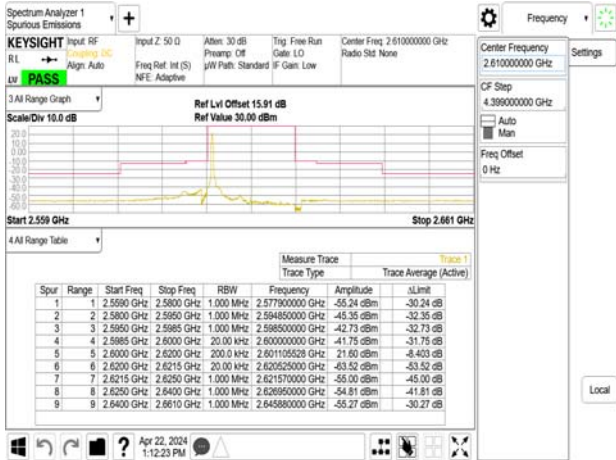 Spectrum Analyzer 1
Spurious Emissions
Frequency
KEYSIGHT Input: RF
Coupling: DC
Align: Auto
RL
LW PASS
Input Z: 50 Ω
Freq Ref: Int (S)
NFE: Adaptive
Atten: 30 dB
Preamp: Off
µW Path: Standard
Trig: Free Run
Gate: LO
IF Gain: Low
Center Freq: 2.610000000 GHz
Radio Std: None
Center Frequency
2.610000000 GHz
Settings
CF Step
4.399000000 GHz
Auto
Man
Freq Offset
0 Hz
Local
3 All Range Graph
Scale/Div 10.0 dB
Ref Lvl Offset 15.91 dB
Ref Value 30.00 dBm
20.0
10.0
0.00
-10.0
-20.0
-30.0
-40.0
-50.0
-60.0
Start 2.559 GHz
Stop 2.661 GHz
4 All Range Table
Measure Trace Trace 1
Trace Type Trace Average (Active)
Spur Range Start Freq Stop Freq RBW Frequency Amplitude ΔLimit
1 1 2.5590 GHz 2.5800 GHz 1.000 MHz 2.577900000 GHz -55.24 dBm -30.24 dB
2 2 2.5800 GHz 2.5950 GHz 1.000 MHz 2.594850000 GHz -45.35 dBm -32.35 dB
3 3 2.5950 GHz 2.5985 GHz 1.000 MHz 2.598500000 GHz -42.73 dBm -32.73 dB
4 4 2.5985 GHz 2.6000 GHz 20.00 kHz 2.600000000 GHz -41.75 dBm -31.75 dB
5 5 2.6000 GHz 2.6200 GHz 200.0 kHz 2.601105528 GHz 21.60 dBm -8.403 dB
6 6 2.6200 GHz 2.6215 GHz 20.00 kHz 2.620525000 GHz -63.52 dBm -53.52 dB
7 7 2.6215 GHz 2.6250 GHz 1.000 MHz 2.621570000 GHz -55.00 dBm -45.00 dB
8 8 2.6250 GHz 2.6400 GHz 1.000 MHz 2.626950000 GHz -54.81 dBm -41.81 dB
9 9 2.6400 GHz 2.6610 GHz 1.000 MHz 2.645880000 GHz -55.27 dBm -30.27 dB
Apr 22, 2024
1:12:23 PM